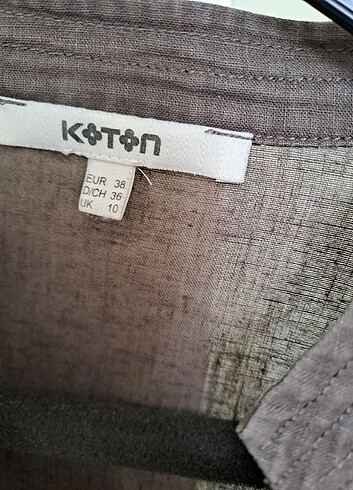 KOTON
EUR 38
D/CH 36
UK 10